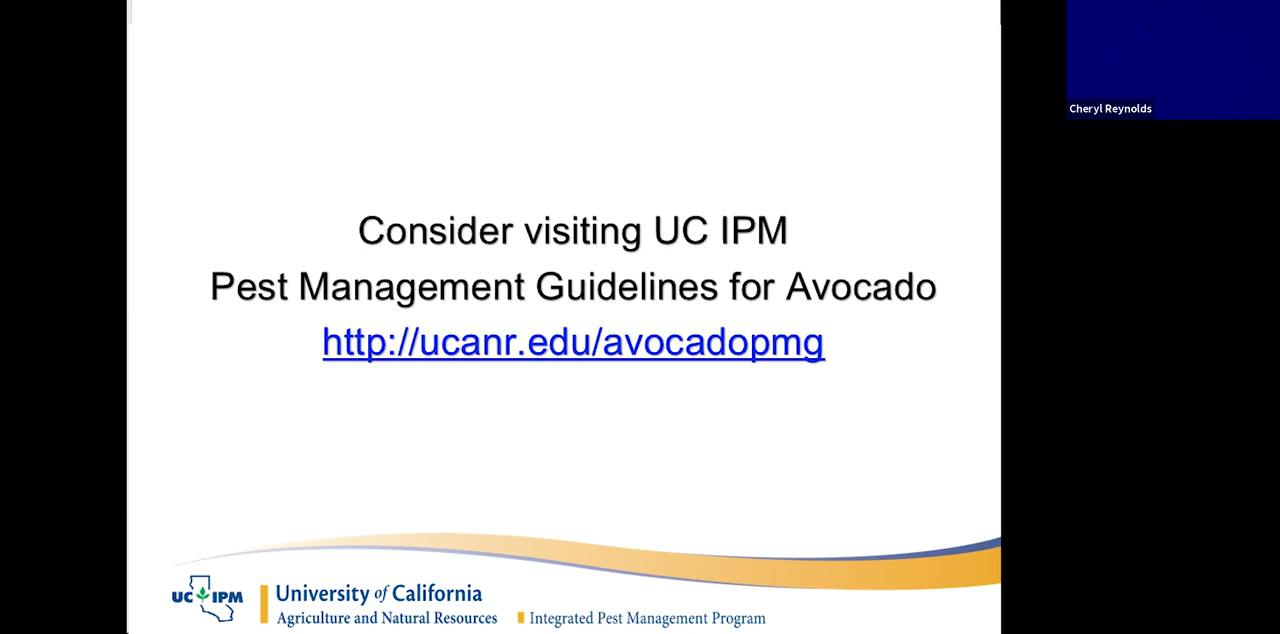 Cheryl Reynolds
Consider visiting UC IPM
Pest Management Guidelines for Avocado
http://ucanr.edu/avocadopmg
UC IPM
University of California
Agriculture and Natural Resources
Integrated Pest Management Program